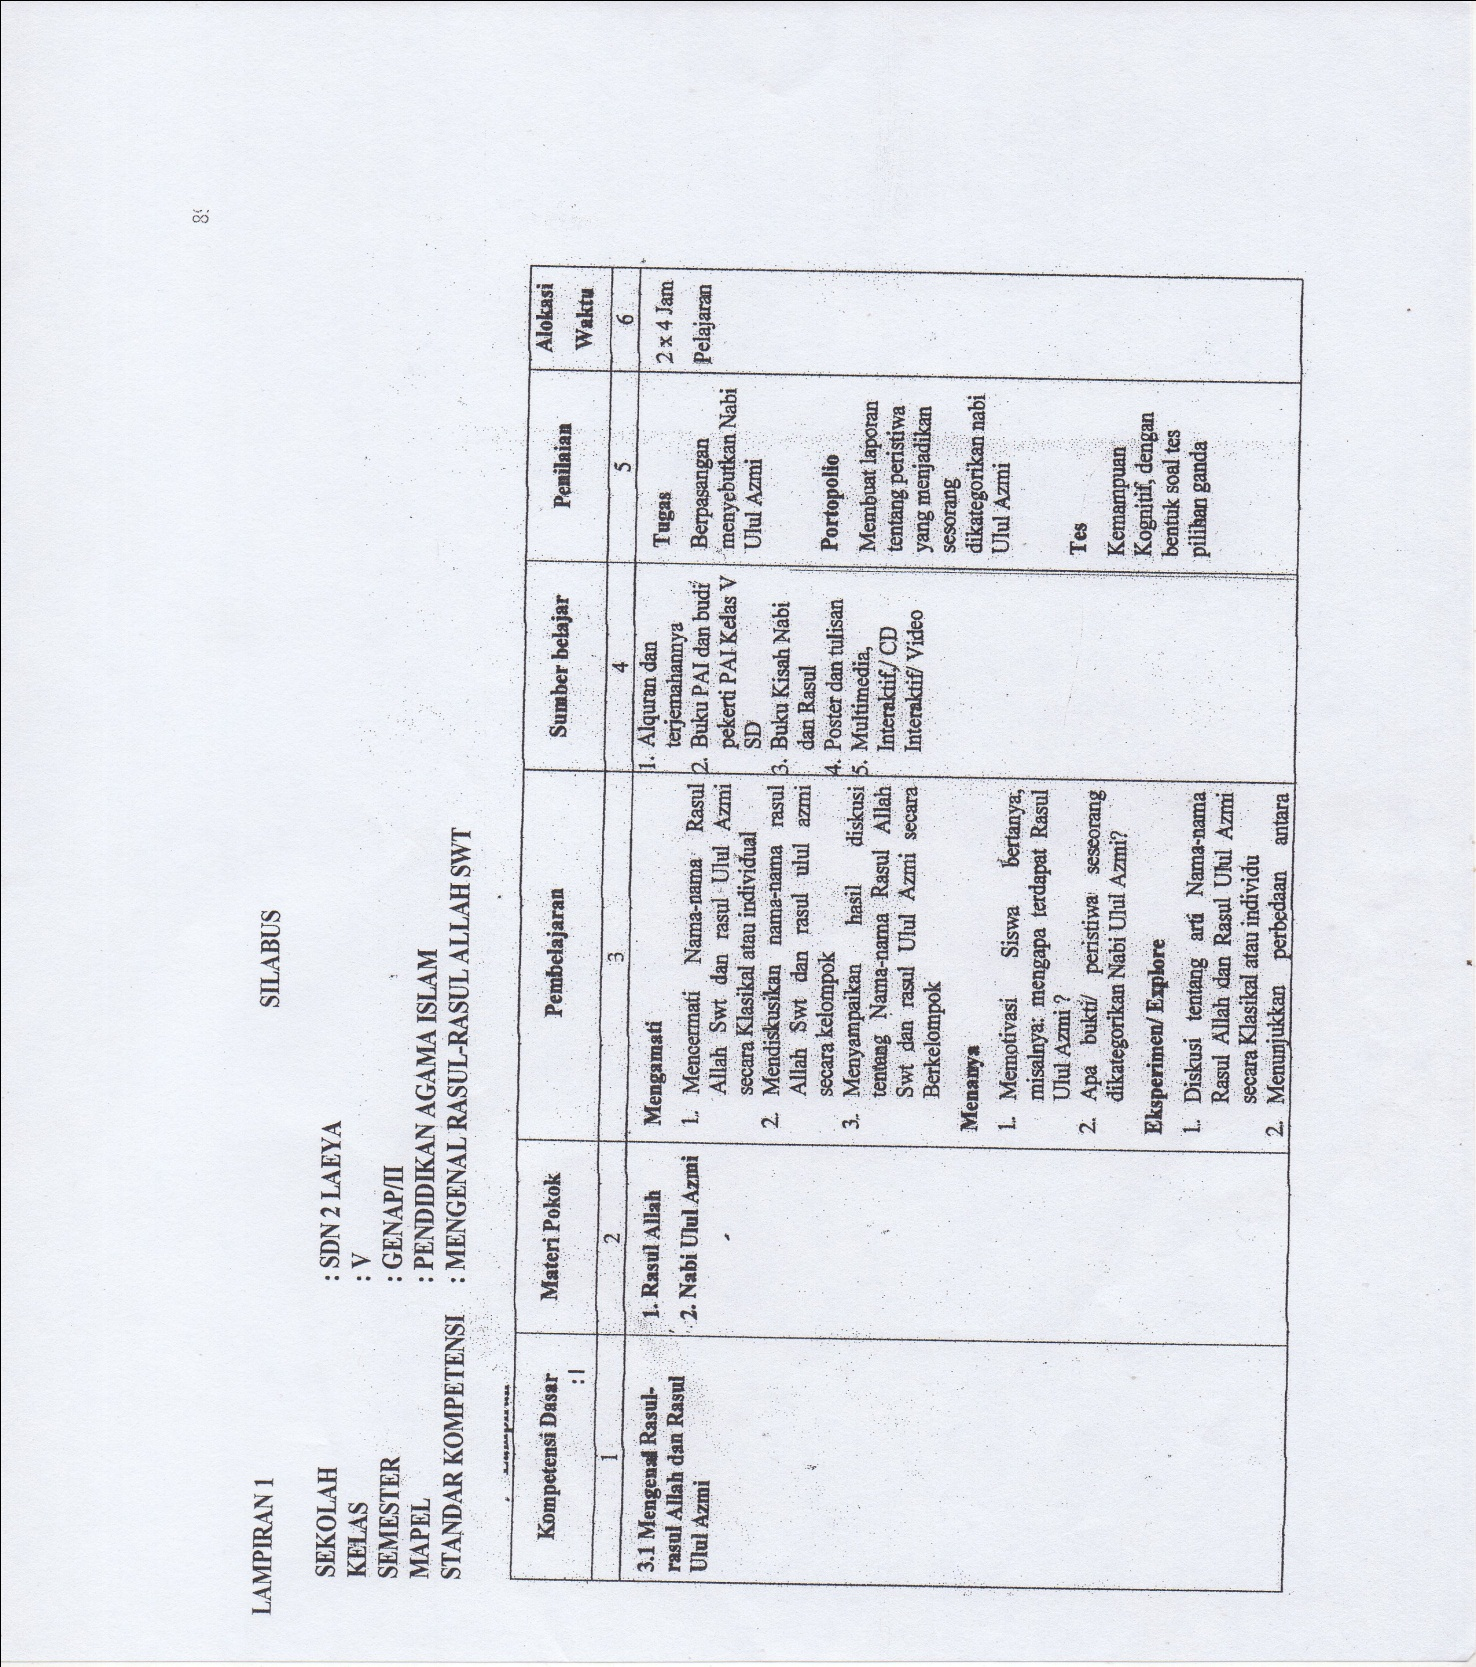 LAMPIRAN 1
SILABUS
SEKOLAH : SDN 2 LAEYA
KELAS : V
SEMESTER : GENAP/II
MAPEL : PENDIDIKAN AGAMA ISLAM
STANDAR KOMPETENSI : MENGENAL RASUL-RASUL ALLAH SWT
Kompetensi Dasar
1
3.1 Mengenal Rasul-
rasul Allah dan Rasul
Ulul Azmi
Materi Pokok
2
1. Rasul Allah
2. Nabi Ulul Azmi
Pembelajaran
3
Mengamati
1. Mencermati Nama-nama Rasul
Allah Swt dan rasul Ulul Azmi
secara Klasikal atau individual
2. Mendiskusikan nama-nama rasul
Allah Swt dan rasul ulul azmi
secara kelompok
3. Menyampaikan hasil diskusi
tentang Nama-nama Rasul Allah
Swt dan rasul Ulul Azmi secara
Berkelompok
Menanya
1. Memotivasi Siswa bertanya,
misalnya: mengapa terdapat Rasul
Ulul Azmi ?
2. Apa bukti/ peristiwa seseorang
dikategorikan Nabi Ulul Azmi?
Eksperimen/ Explore
1. Diskusi tentang arti Nama-nama
Rasul Allah dan Rasul Ulul Azmi
secara Klasikal atau individu
2. Menunjukkan perbedaan antara
Sumber belajar
4
1. Alquran dan
terjemahannya
2. Buku PAI dan budi
pekerti PAI Kelas V
SD
3. Buku Kisah Nabi
dan Rasul
4. Poster dan tulisan
5. Multimedia,
Interaktif,/ CD
Interaktif/ Video
Penilaian
5
Tugas
Berpasangan
menyebutkan Nabi
Ulul Azmi
Portopolio
Membuat laporan
tentang peristiwa
yang menjadikan
sesorang
dikategorikan nabi
Ulul Azmi
Tes
Kemampuan
Kognitif, dengan
bentuk soal tes
pilihan ganda
Alokasi
Waktu
6
2 x 4 Jam
Pelajaran